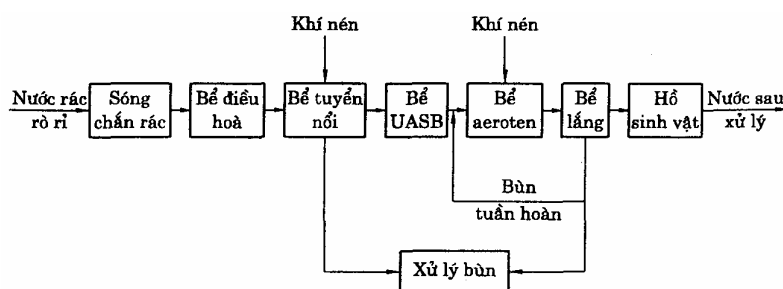 Khí nén
Khí nén
Nước rác
rò rỉ
Sóng
chắn rác
Bể điều
hoà
Bể tuyển
nổi
Bể
UASB
Bể
aeroten
Bể
lắng
Hồ
sinh vật
Nước sau
xử lý
Bùn
tuần hoàn
Xử lý bùn